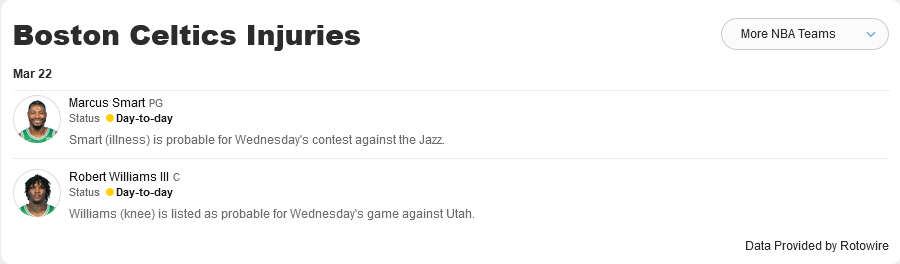 Boston Celtics Injuries
More NBA Teams
Mar 22
Marcus Smart PG
Status Day-to-day
Smart (illness) is probable for Wednesday's contest against the Jazz.
Robert Williams III C
Status Day-to-day
Williams (knee) is listed as probable for Wednesday's game against Utah.
Data Provided by Rotowire